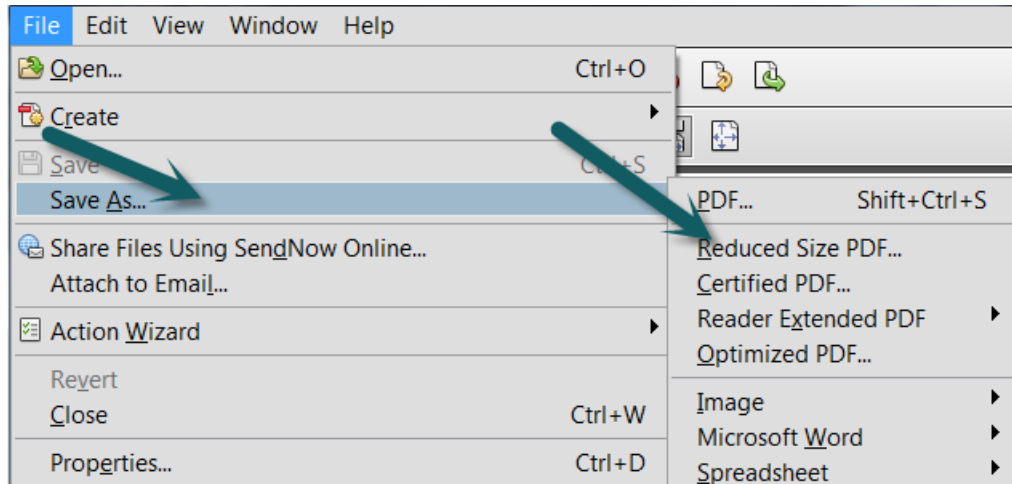 File Edit View Window Help
Open... Ctrl+O
Create
Save Ctrl+S
Save As...
Share Files Using SendNow Online...
Attach to Email...
Action Wizard
Revert
Close Ctrl+W
Properties... Ctrl+D
PDF... Shift+Ctrl+S
Reduced Size PDF...
Certified PDF...
Reader Extended PDF
Optimized PDF...
Image
Microsoft Word
Spreadsheet